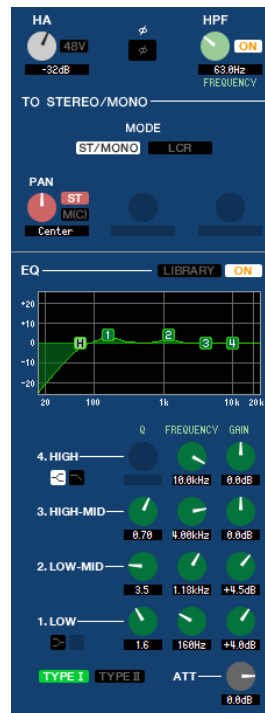 HA HPF
48V ø ø ON
-32dB 63.0Hz
FREQUENCY
TO STEREO/MONO
MODE
ST/MONO LCR
PAN
ST
M(C)
Center
EQ LIBRARY ON
+20
+10
0 H 1 2 3 4
-10
-20
20 100 1k 10k 20k
Q FREQUENCY GAIN
4. HIGH
10.0kHz 0.0dB
3. HIGH-MID
0.70 4.00kHz 0.0dB
2. LOW-MID
3.5 1.18kHz +4.5dB
1. LOW
1.6 160Hz +4.0dB
TYPE I TYPE II ATT
0.0dB